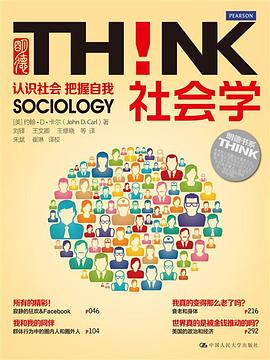 PEARSON
明德
TH!NK
认识社会 把握自我
SOCIOLOGY
社会学
[美] 约翰·D·卡尔 (John D. Carl) 著
刘铎 王文卿 王修晓 等 译
朱斌 崔琳 译校
明德书系
THINK
所有的精彩!
寂静的狂欢&Facebook P046
我和我的同伴
群体行为中的圈内人和圈外人 P104
我真的变得那么老了吗?
衰老和身体 P216
世界真的是被金钱推动的吗?
美国的政治和经济 P292
中国人民大学出版社